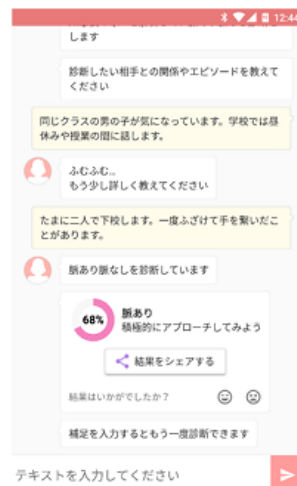 12:44
します
診断したい相手との関係やエピソードを教えて
ください
同じクラスの男の子が気になっています。学校では昼
休みや授業の間に話します。
ふむふむ…
もう少し詳しく教えてください
たまに二人で下校します。一度ふざけて手を繋いだこ
とがあります。
脈あり脈なしを診断しています
68%
脈あり
積極的にアプローチしてみよう
結果をシェアする
結果はいかがでしたか？
補足を入力するともう一度診断できます
テキストを入力してください